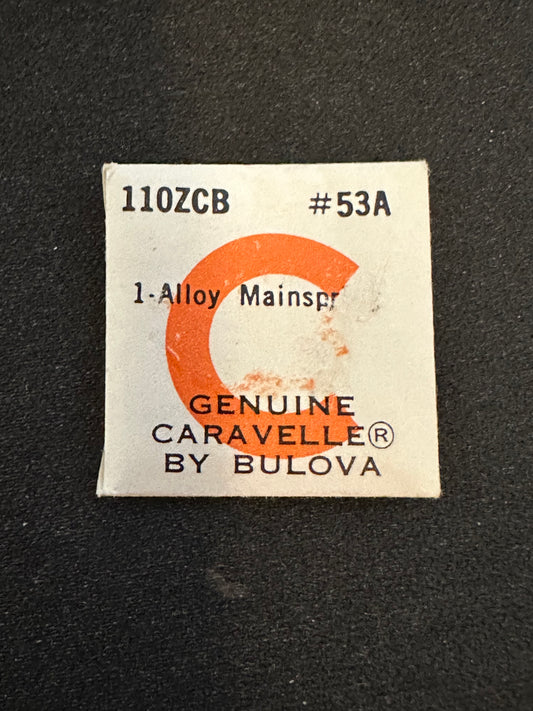 110ZCB #53A
1-Alloy Mainspr
GENUINE
CARAVELLE®
BY BULOVA